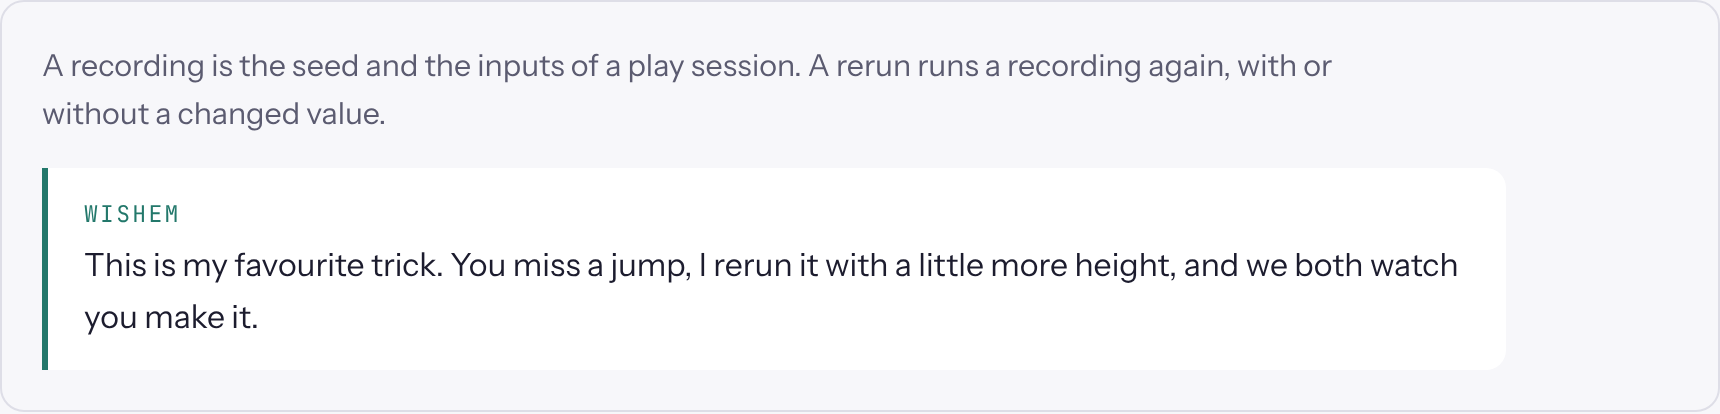 A recording is the seed and the inputs of a play session. A rerun runs a recording again, with or
without a changed value.
WISHEM
This is my favourite trick. You miss a jump, I rerun it with a little more height, and we both watch
you make it.